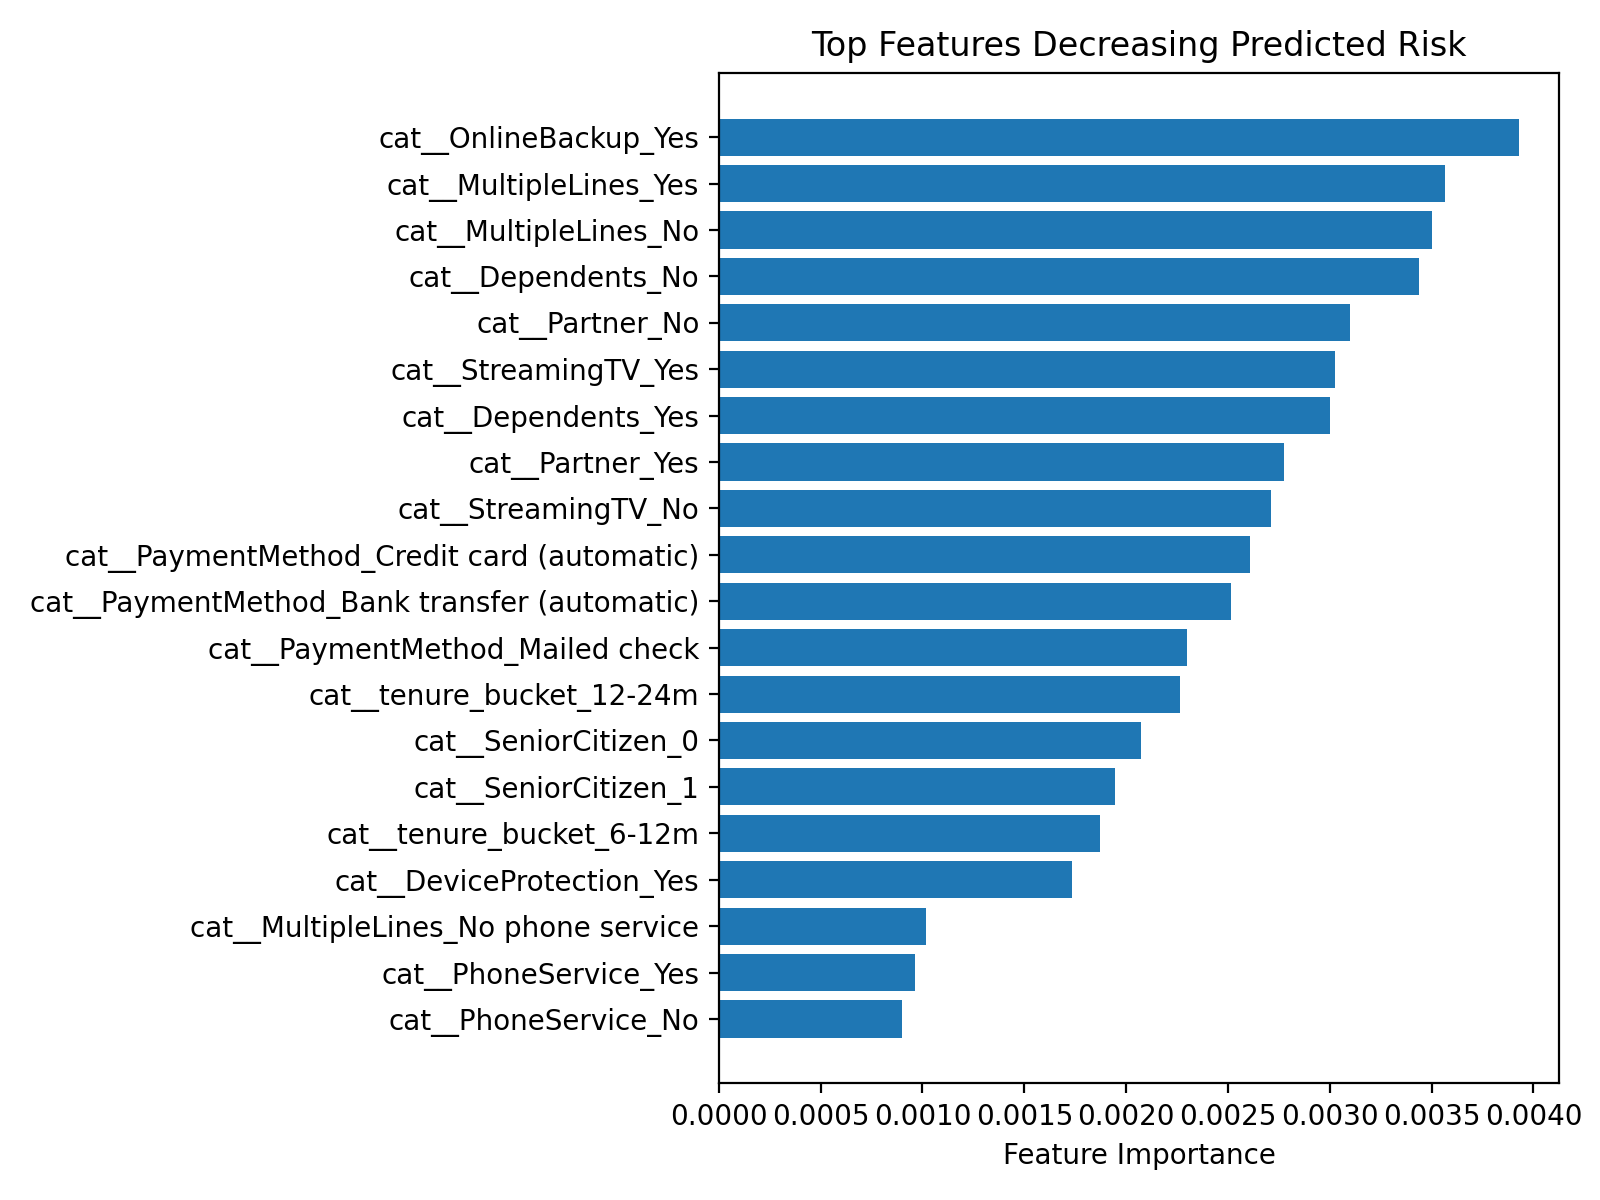 Top Features Decreasing Predicted Risk
cat__OnlineBackup_Yes
cat__MultipleLines_Yes
cat__MultipleLines_No
cat__Dependents_No
cat__Partner_No
cat__StreamingTV_Yes
cat__Dependents_Yes
cat__Partner_Yes
cat__StreamingTV_No
cat__PaymentMethod_Credit card (automatic)
cat__PaymentMethod_Bank transfer (automatic)
cat__PaymentMethod_Mailed check
cat__tenure_bucket_12-24m
cat__SeniorCitizen_0
cat__SeniorCitizen_1
cat__tenure_bucket_6-12m
cat__DeviceProtection_Yes
cat__MultipleLines_No phone service
cat__PhoneService_Yes
cat__PhoneService_No
0.0000 0.0005 0.0010 0.0015 0.0020 0.0025 0.0030 0.0035 0.0040
Feature Importance